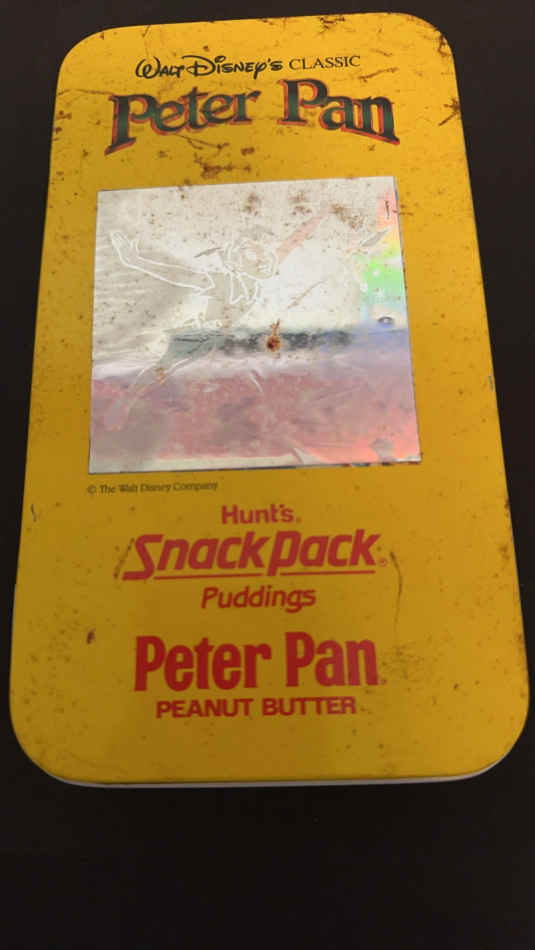 Walt Disney's CLASSIC
Peter Pan
© The Walt Disney Company
Hunt's®
Snack Pack®
Puddings
Peter Pan®
PEANUT BUTTER